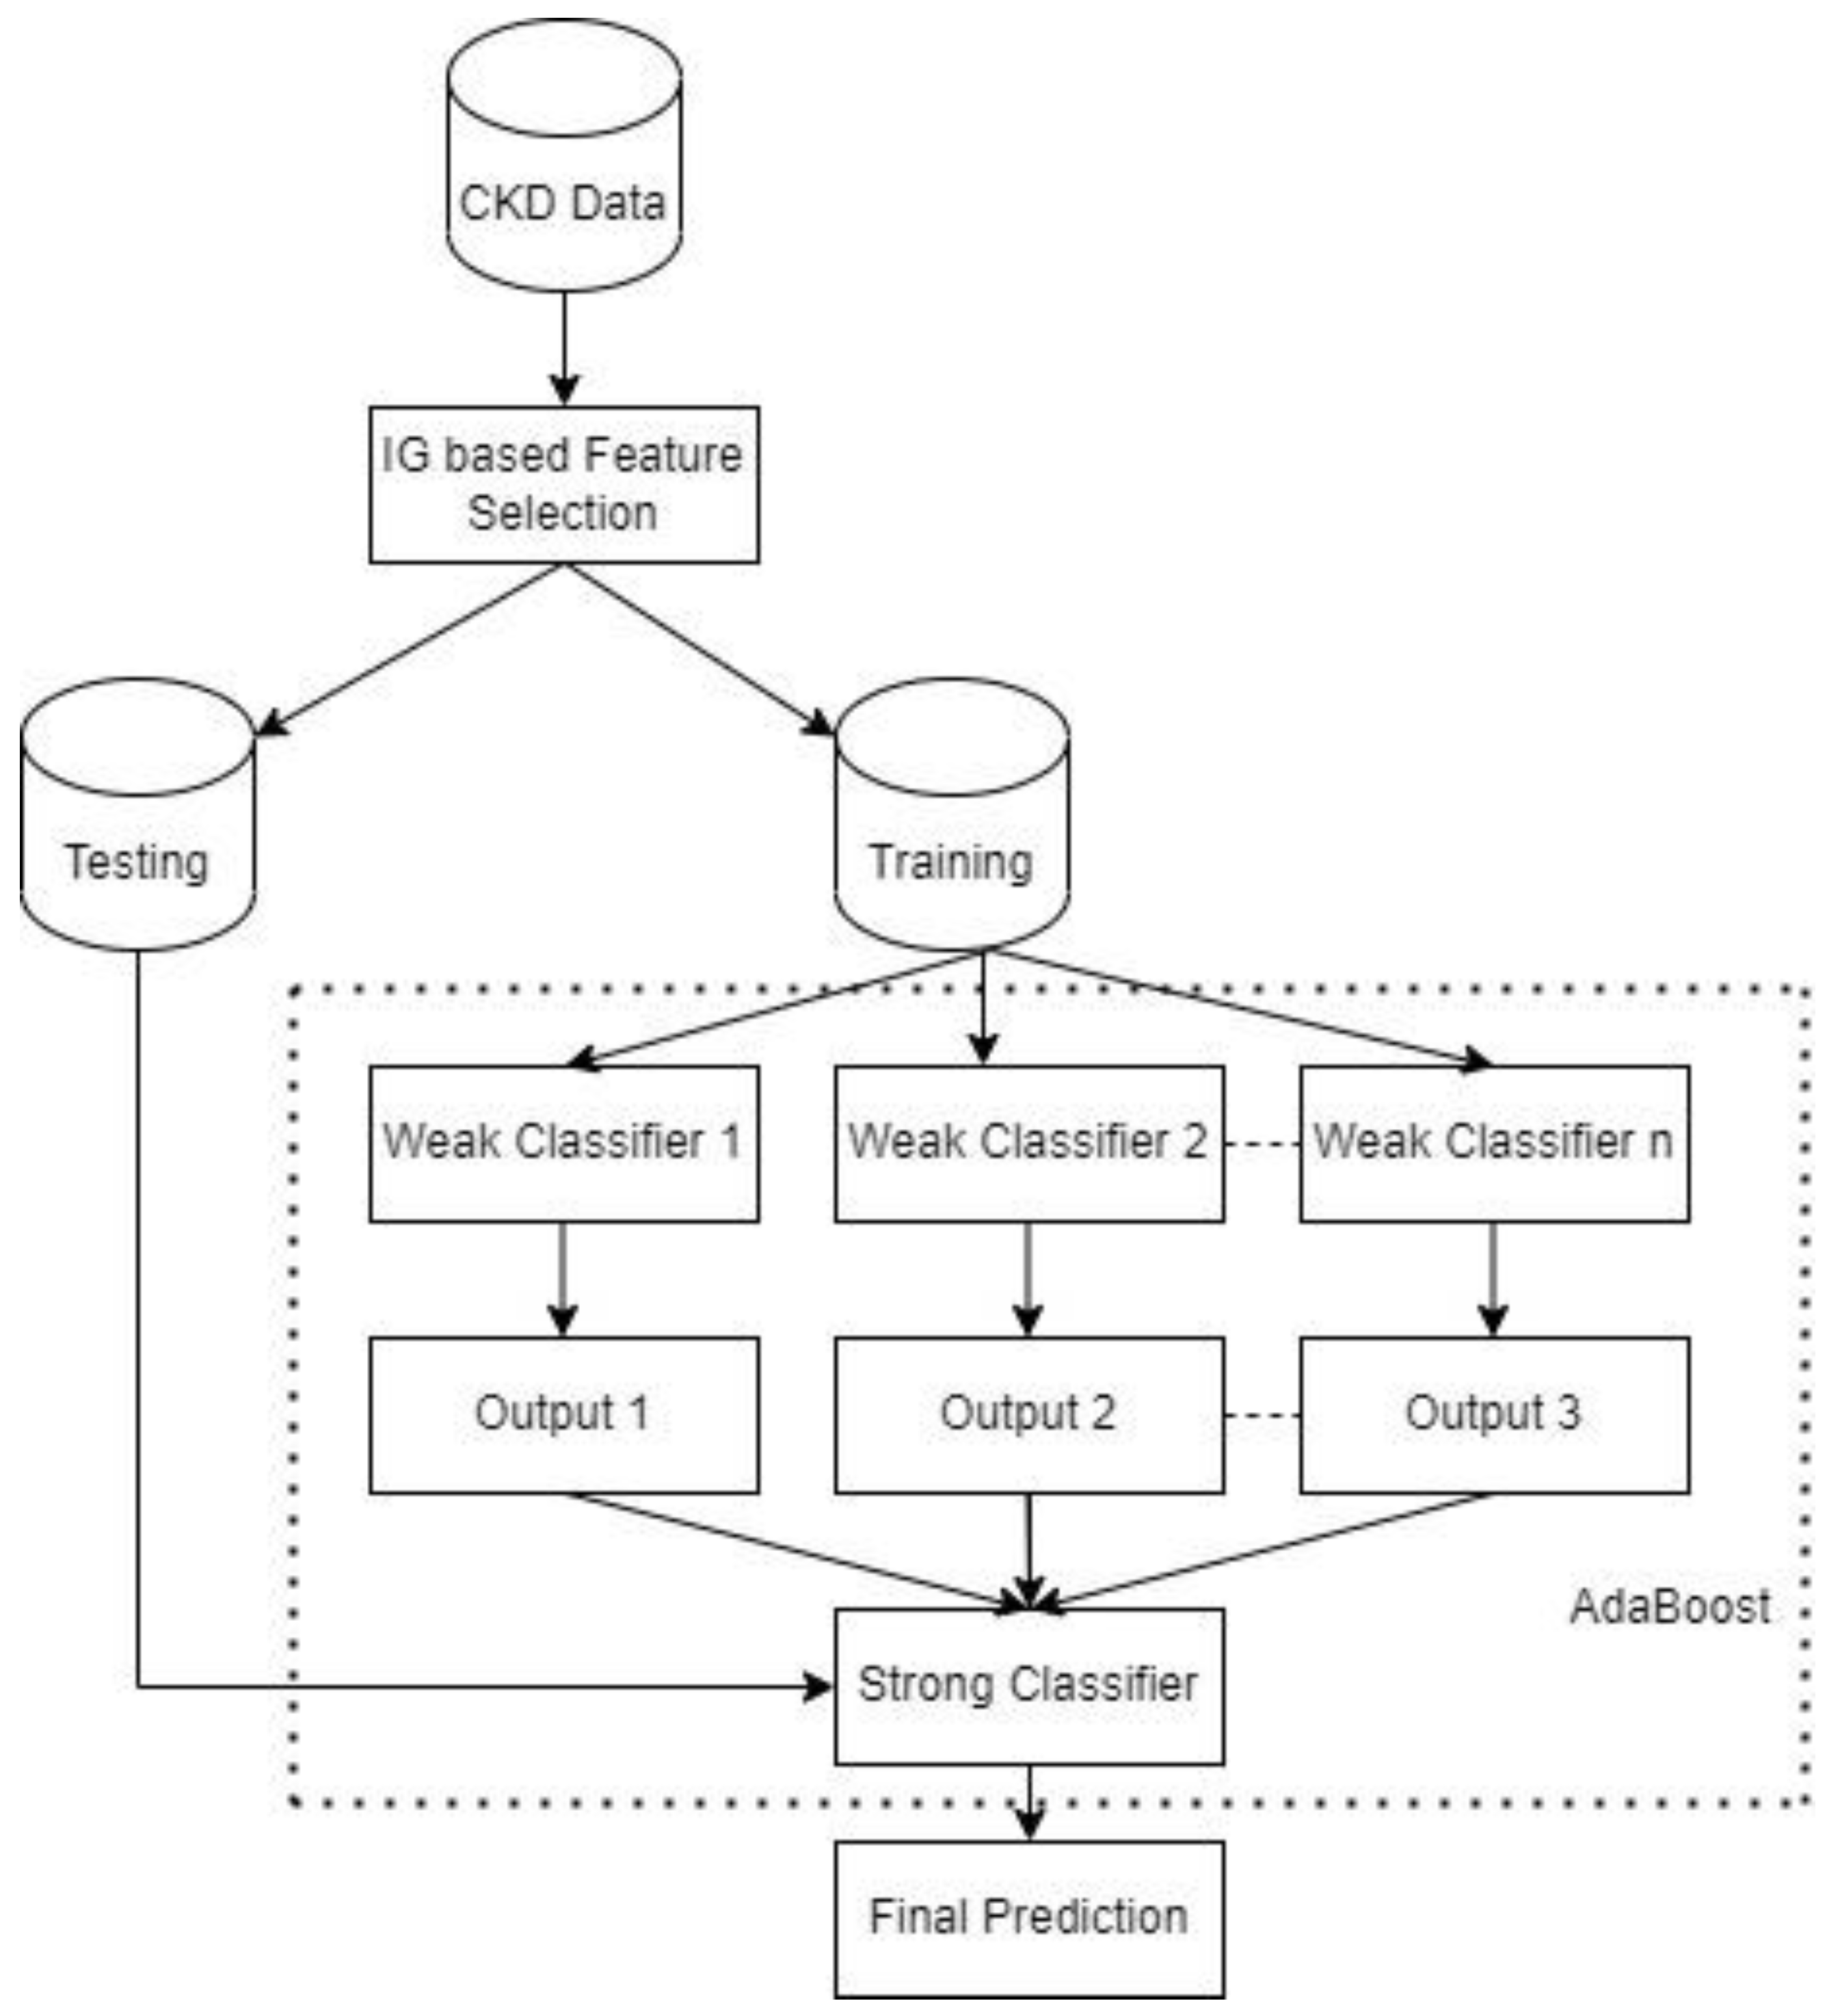 CKD Data
IG based Feature
Selection
Testing
Training
Weak Classifier 1
Weak Classifier 2
Weak Classifier n
Output 1
Output 2
Output 3
AdaBoost
Strong Classifier
Final Prediction